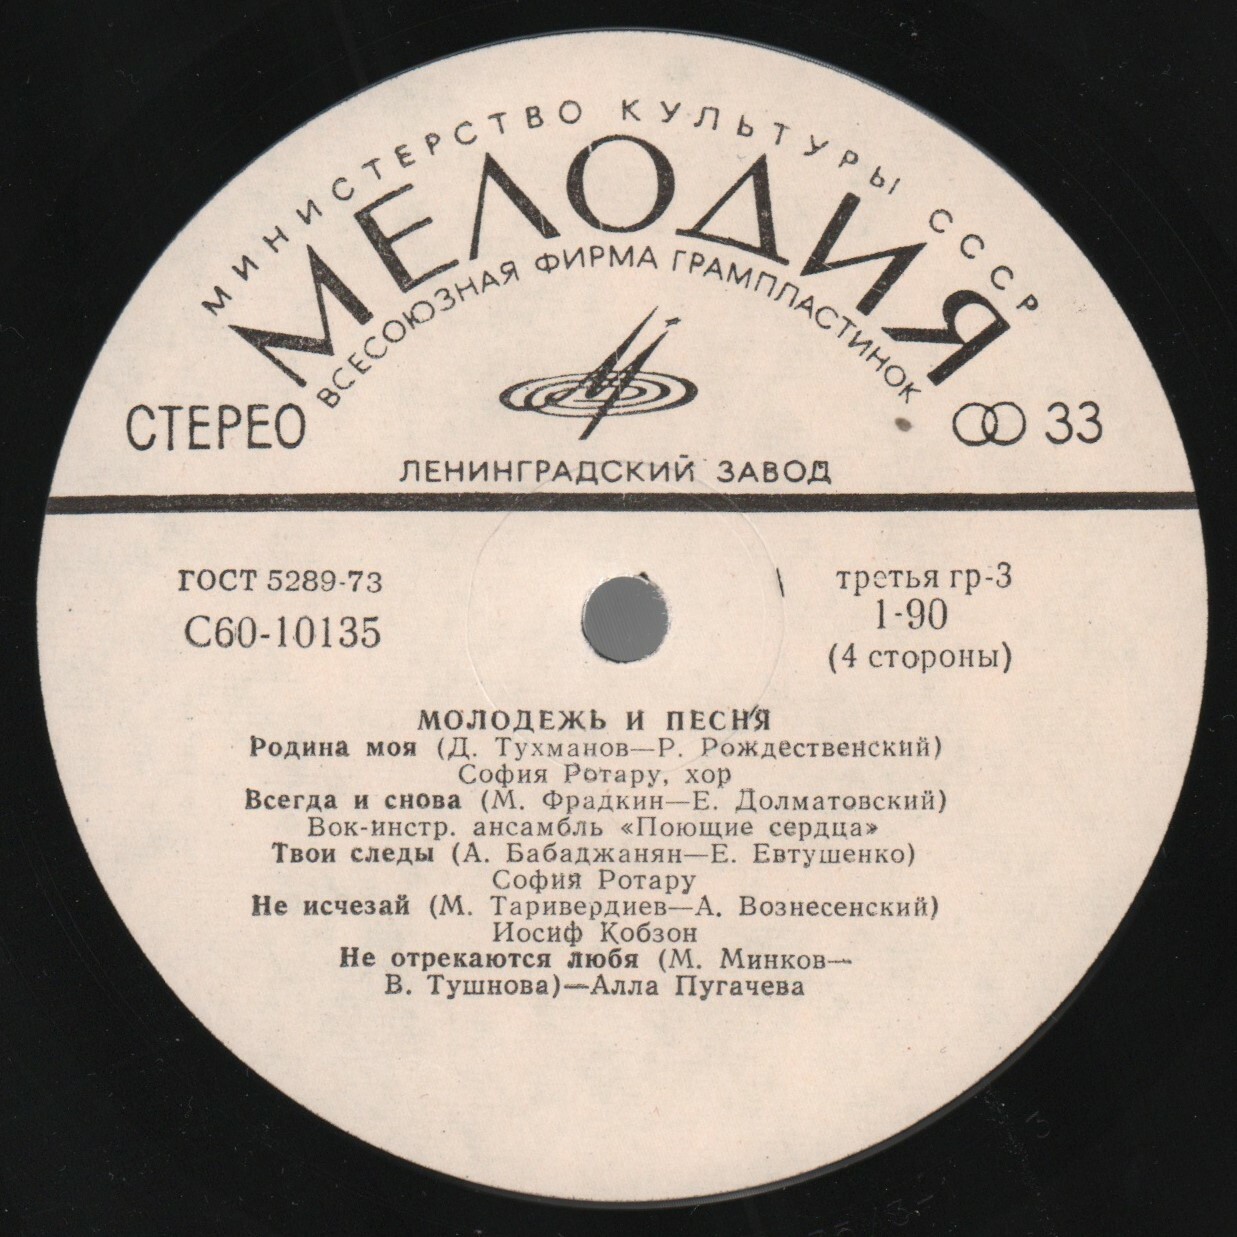 МИНИСТЕРСТВО КУЛЬТУРЫ СССР
МЕЛОДИЯ
ВСЕСОЮЗНАЯ ФИРМА ГРАМПЛАСТИНОК
СТЕРЕО
33
ЛЕНИНГРАДСКИЙ ЗАВОД
ГОСТ 5289-73
С60-10135
третья гр-3
1-90
(4 стороны)
МОЛОДЕЖЬ И ПЕСНЯ
Родина моя (Д. Тухманов—Р. Рождественский)
София Ротару, хор
Всегда и снова (М. Фрадкин—Е. Долматовский)
Вок-инстр. ансамбль «Поющие сердца»
Твои следы (А. Бабаджанян—Е. Евтушенко)
София Ротару
Не исчезай (М. Таривердиев—А. Вознесенский)
Иосиф Кобзон
Не отрекаются любя (М. Минков—
В. Тушнова)—Алла Пугачева